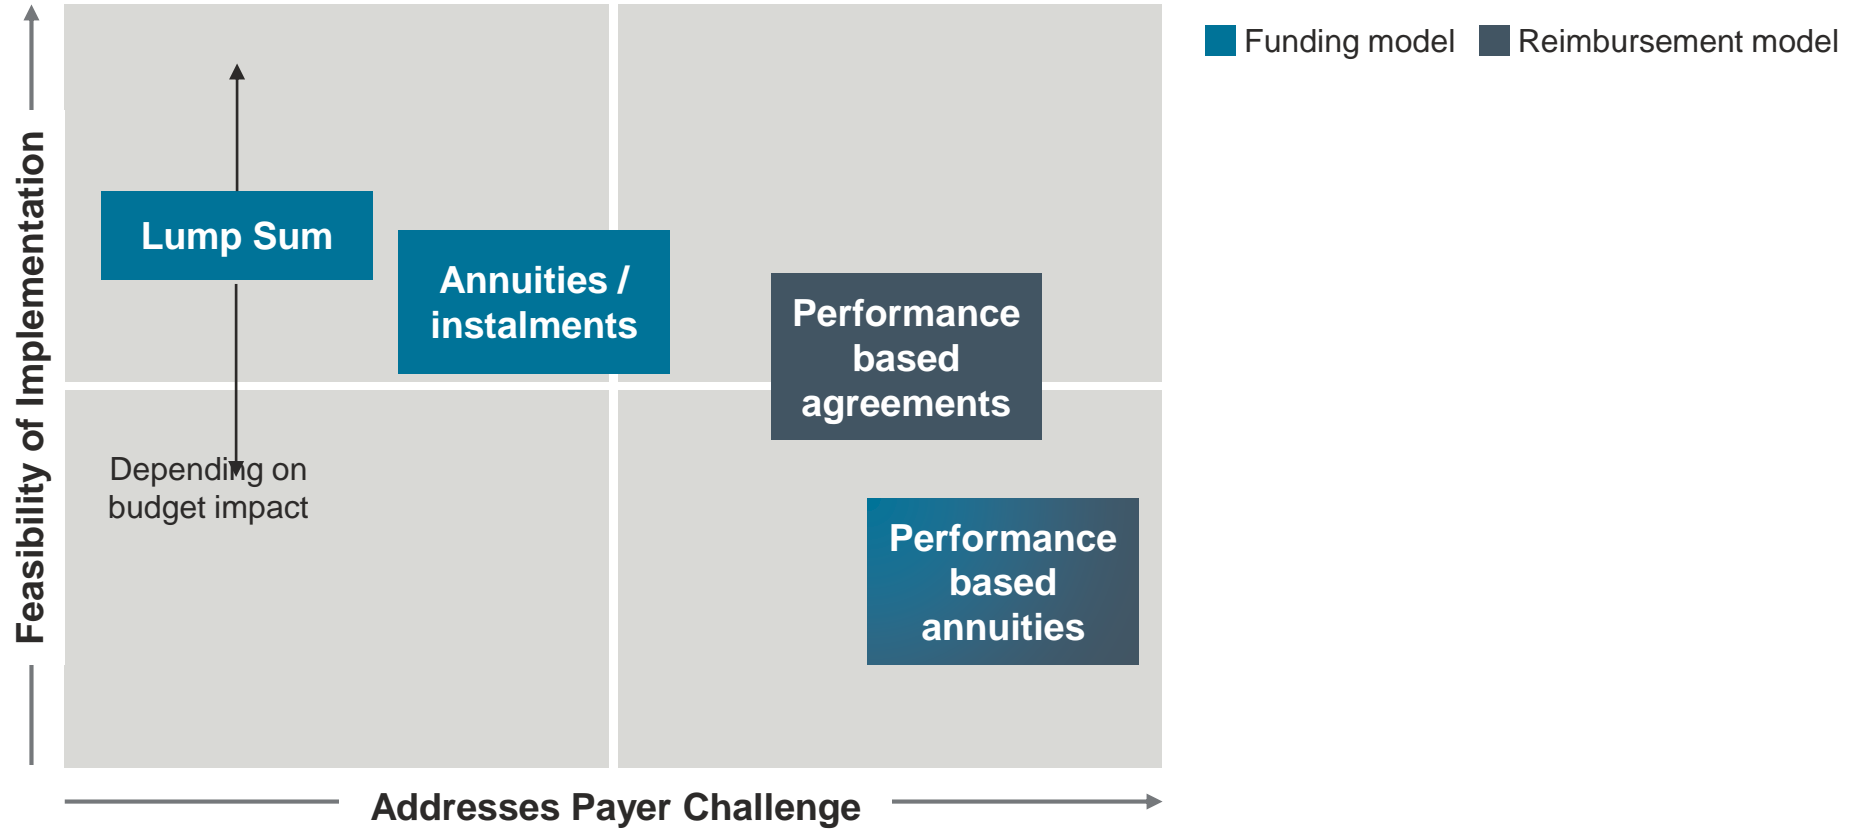 Funding model
Reimbursement model
Feasibility of Implementation
Lump Sum
Annuities /
instalments
Performance
based
agreements
Depending on
budget impact
Performance
based
annuities
Addresses Payer Challenge